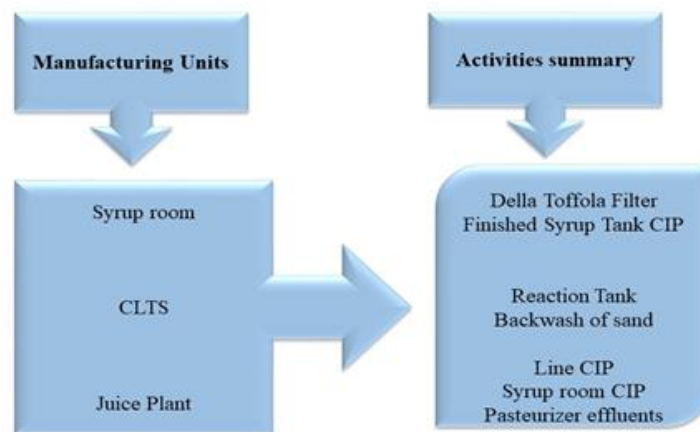 Manufacturing Units
Activities summary
Syrup room
CLTS
Juice Plant
Della Toffola Filter
Finished Syrup Tank CIP
Reaction Tank
Backwash of sand
Line CIP
Syrup room CIP
Pasteurizer effluents